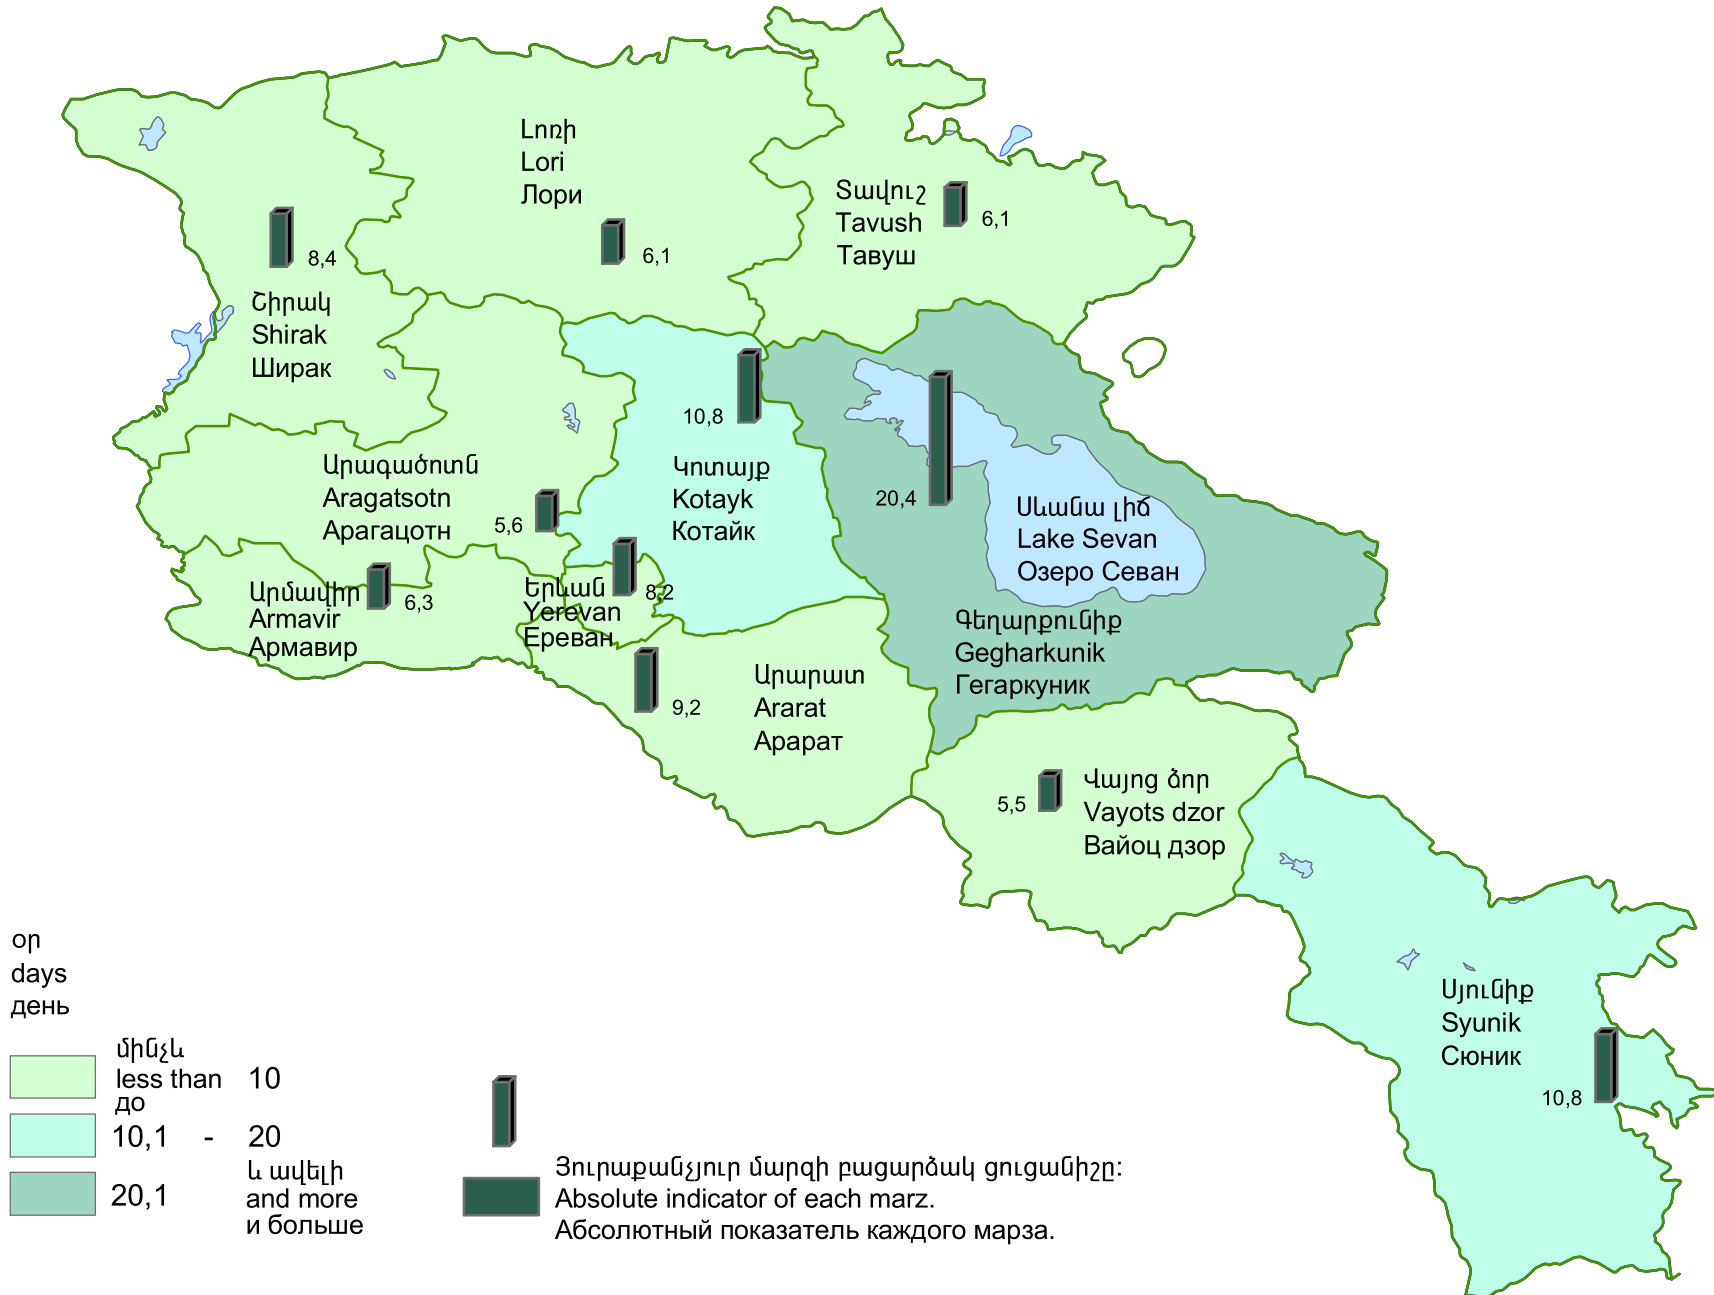 Լոռի
Lori
Лори
6,1
Տավուշ
Tavush
Тавуш
6,1
8,4
Շիրակ
Shirak
Ширак
10,8
Կոտայք
Kotayk
Котайк
20,4
Սևանա լիճ
Lake Sevan
Озеро Севан
Արագածոտն
Aragatsotn
Арагацотн
5,6
Արմավիր
Armavir
Армавир
6,3
Երևան
Yerevan
Ереван
8,2
Գեղարքունիք
Gegharkunik
Гегаркуник
9,2
Արարատ
Ararat
Арарат
5,5
Վայոց ձոր
Vayots dzor
Вайоц дзор
Սյունիք
Syunik
Сюник
10,8
օր
days
день
մինչև
less than 10
до
10,1 - 20
20,1
և ավելի
and more
и больше
Յուրաքանչյուր մարզի բացարձակ ցուցանիշը:
Absolute indicator of each marz.
Абсолютный показатель каждого марза.